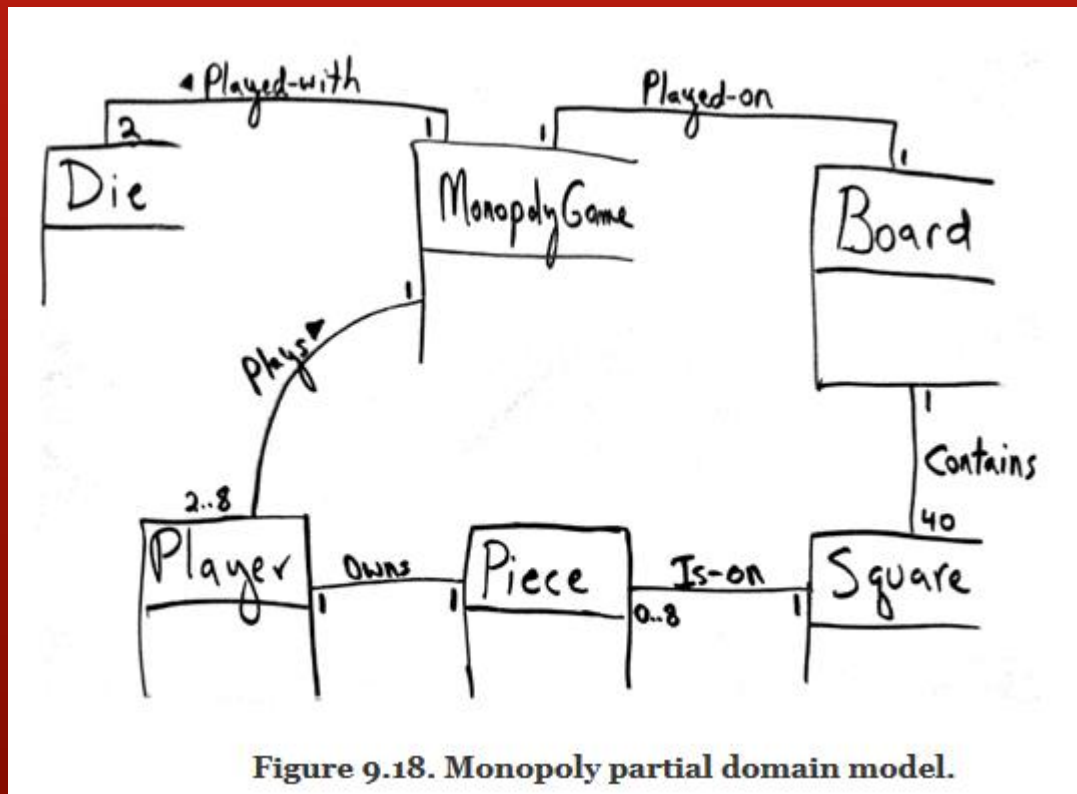 ◄ Played-with
Played-on
2
1
1
1
Die
MonopolyGame
Board
1
Plays
1
Contains
2..8
40
Player
Owns
Piece
Is-on
Square
1
1
0..8
1
Figure 9.18. Monopoly partial domain model.